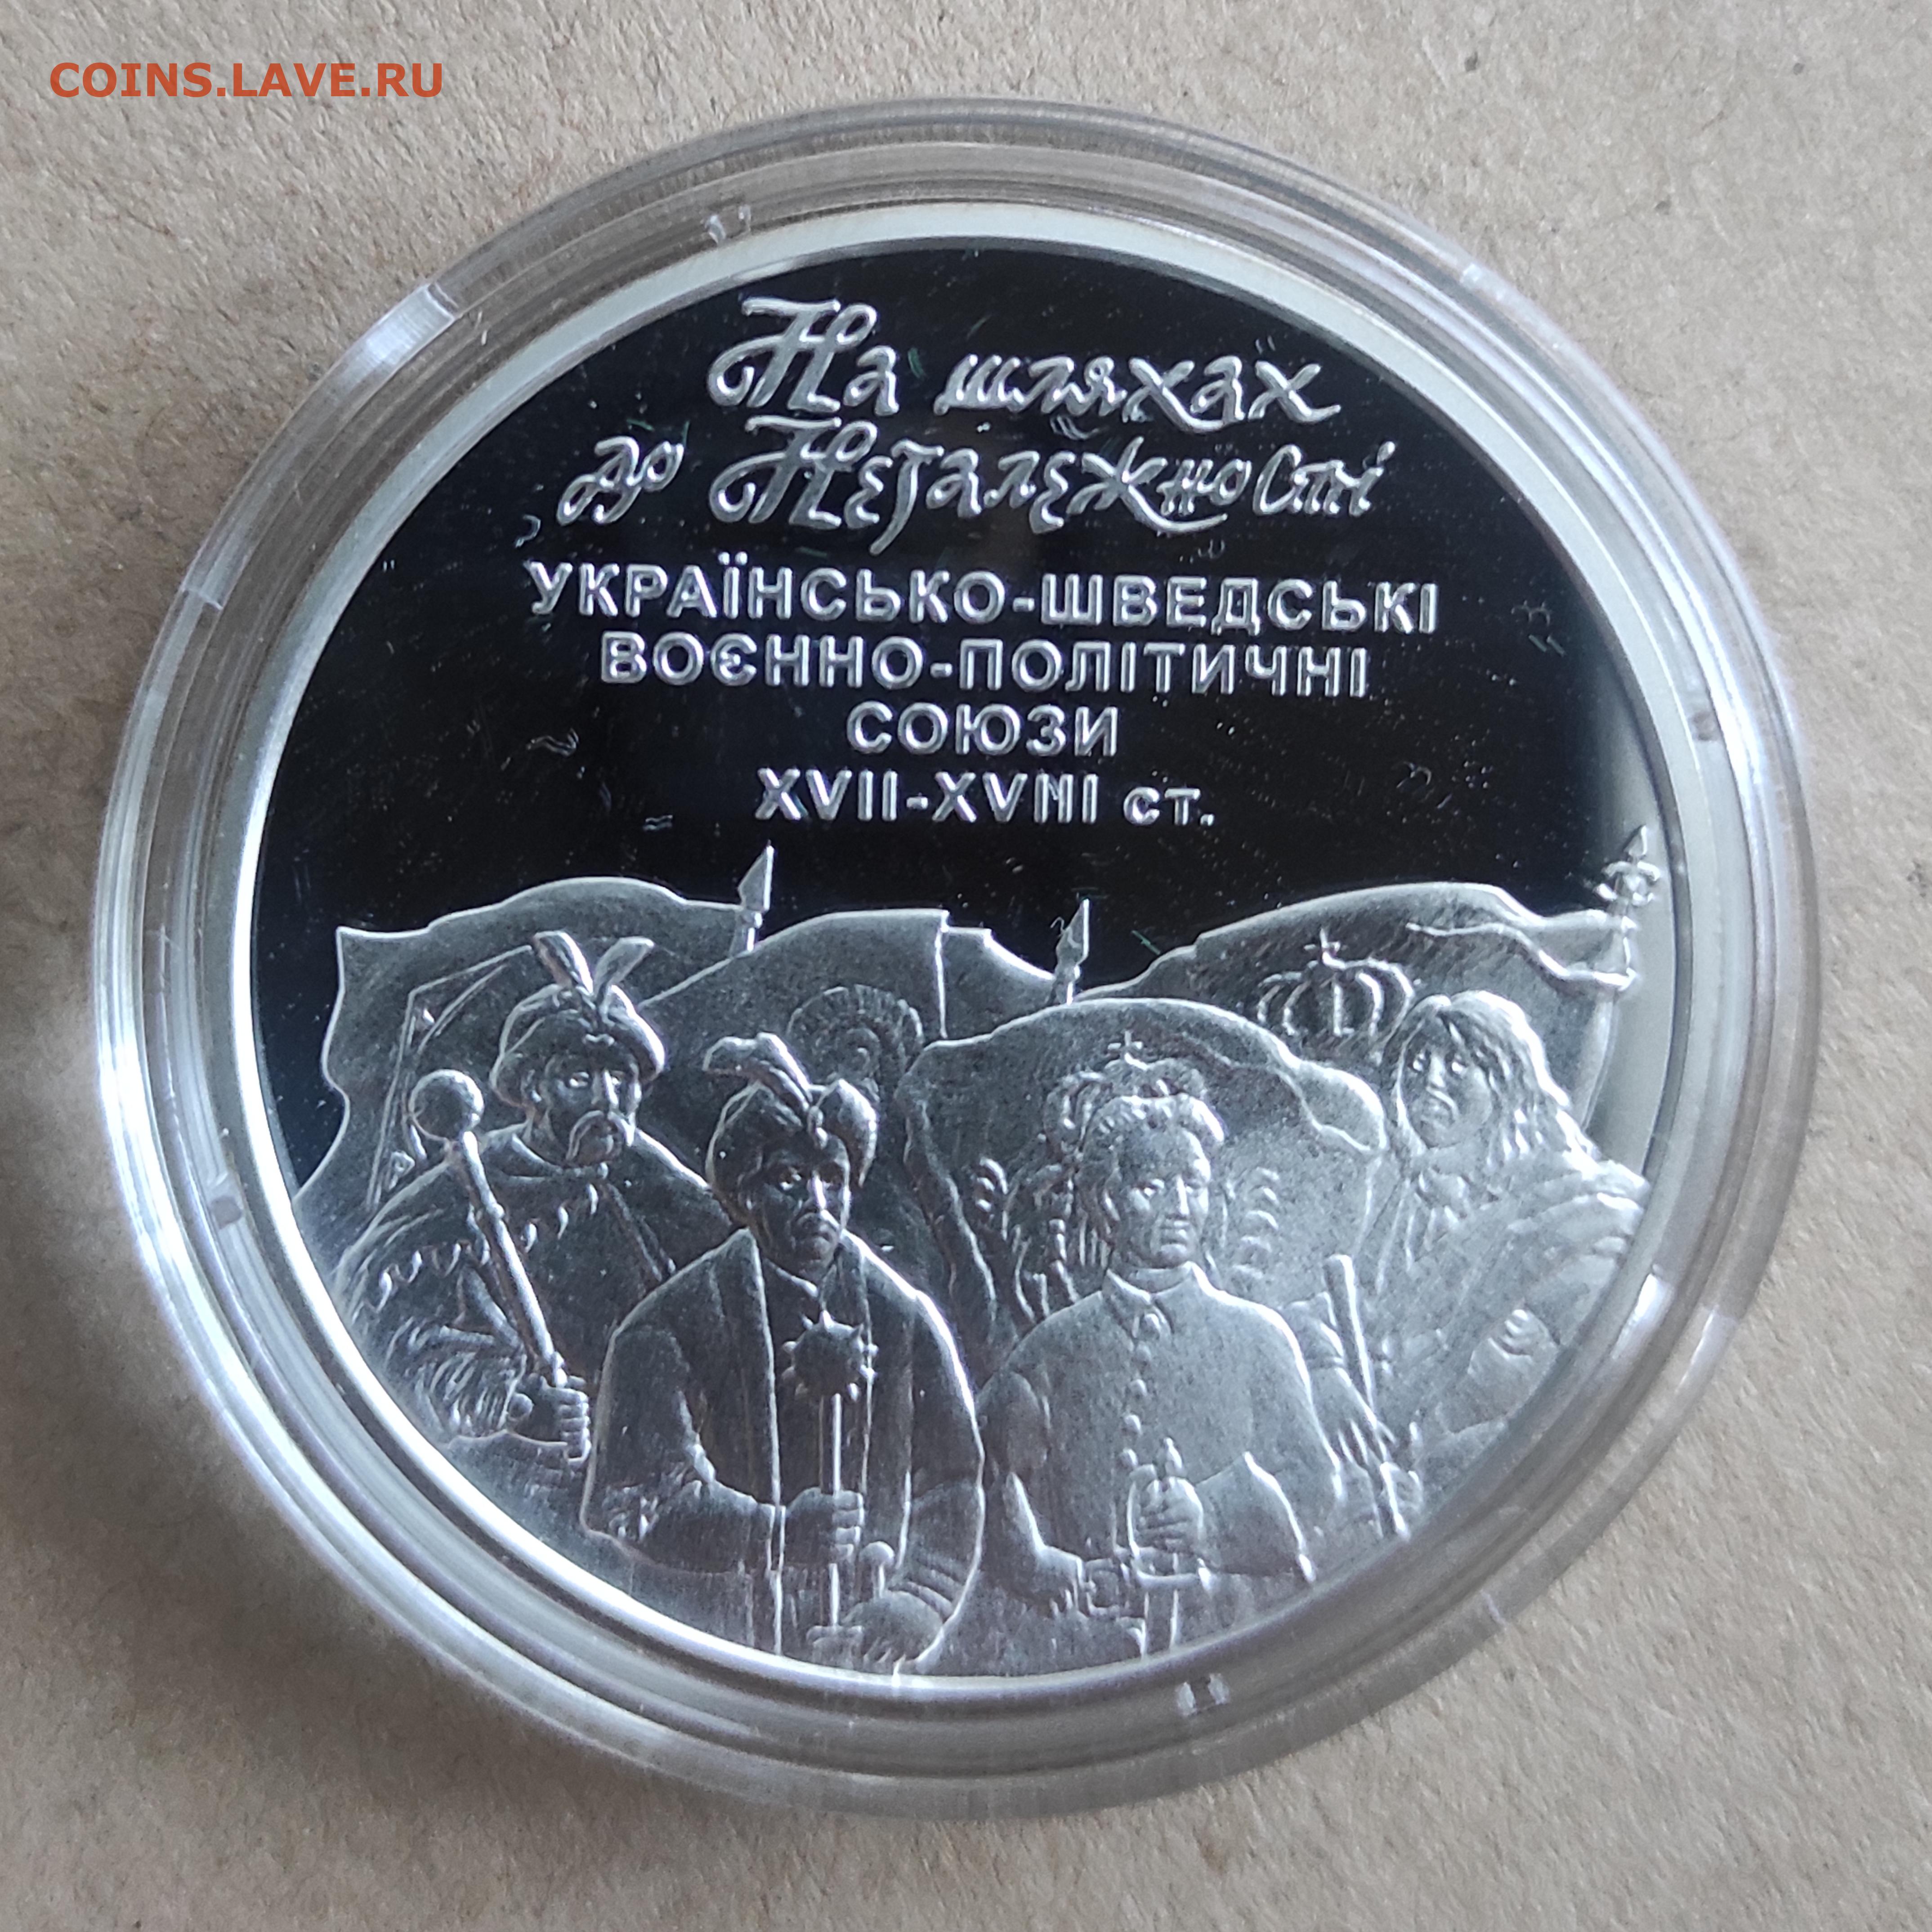 COINS.LAVE.RU
На шляхах
до Незалежності
УКРАЇНСЬКО-ШВЕДСЬКІ
ВОЄННО-ПОЛІТИЧНІ
СОЮЗИ
XVII-XVIII ст.